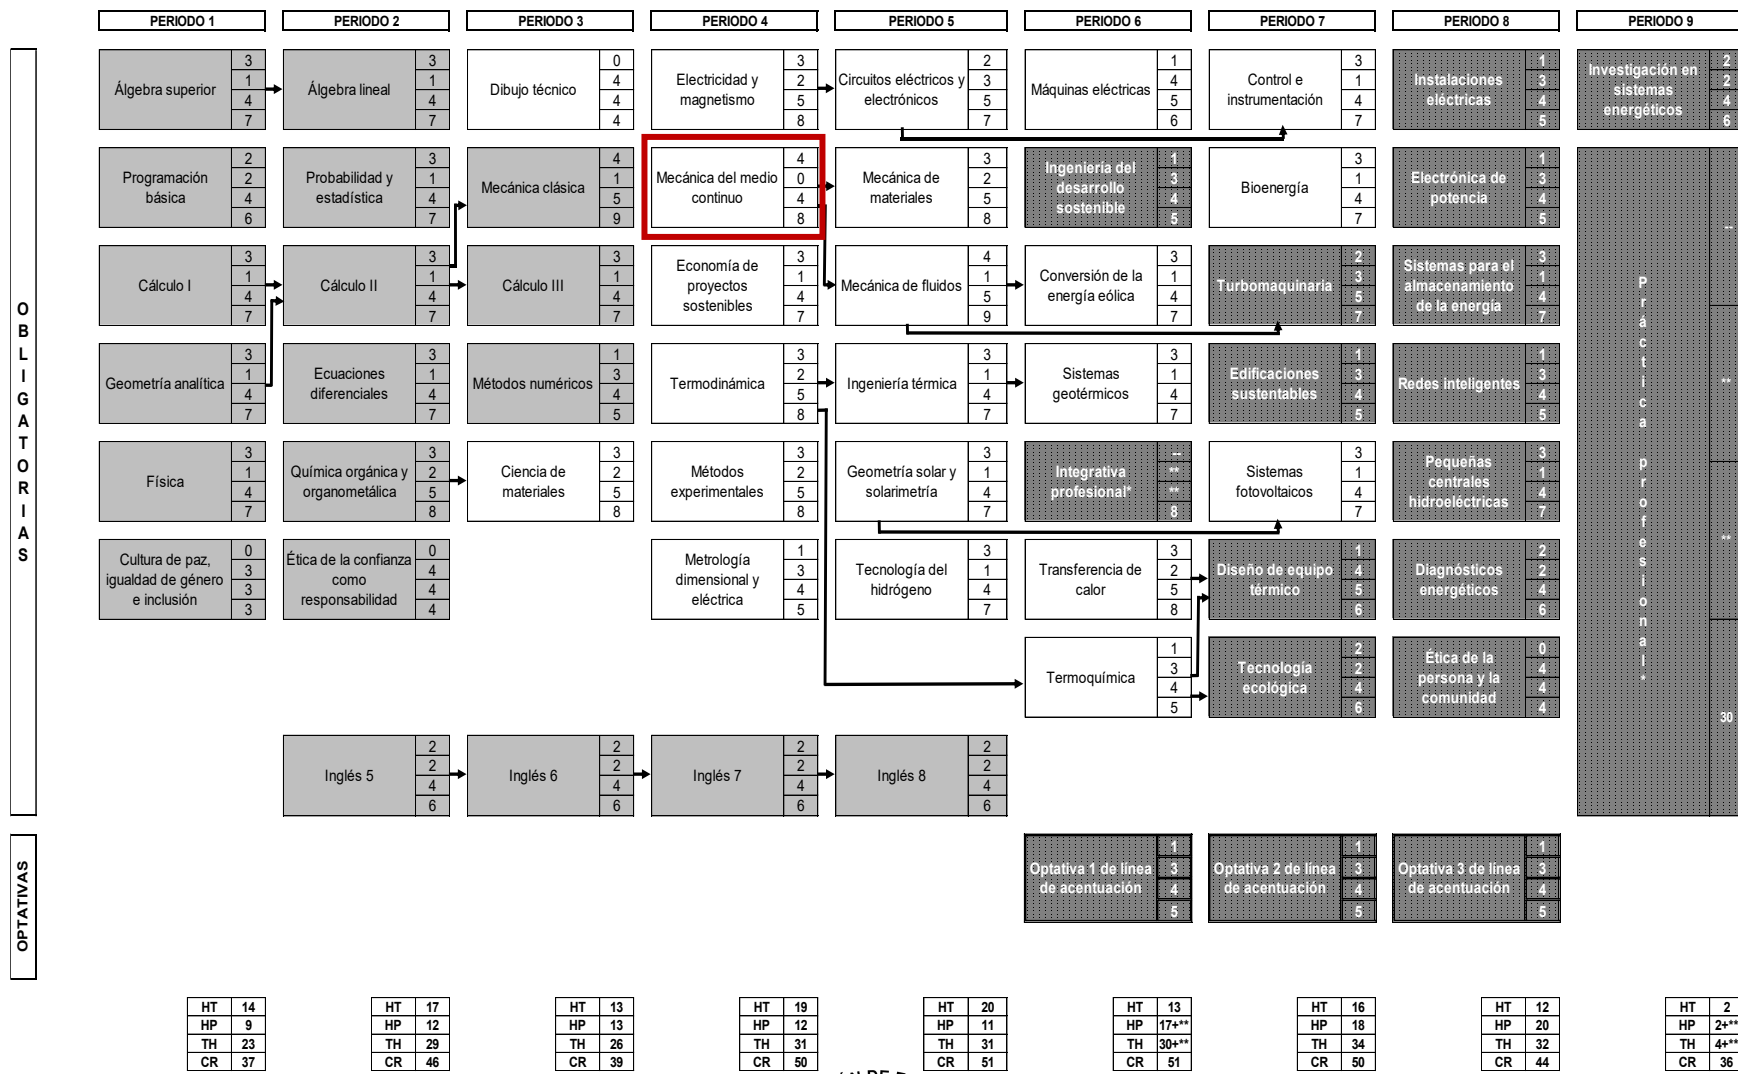 PERIODO 1
PERIODO 2
PERIODO 3
PERIODO 4
PERIODO 5
PERIODO 6
PERIODO 7
PERIODO 8
PERIODO 9
OBLIGATORIAS
Álgebra superior
3
1
4
7
Álgebra lineal
3
1
4
7
Dibujo técnico
0
4
4
4
Electricidad y
magnetismo
3
2
5
8
Circuitos eléctricos y
electrónicos
2
3
5
7
Máquinas eléctricas
1
4
5
6
Control e
instrumentación
3
1
4
7
Instalaciones
eléctricas
1
3
4
5
Investigación en
sistemas
energéticos
2
2
4
6
Programación
básica
2
2
4
6
Probabilidad y
estadística
3
1
4
7
Mecánica clásica
4
1
5
9
Mecánica del medio
continuo
4
0
4
8
Mecánica de
materiales
3
2
5
8
Ingeniería del
desarrollo
sostenible
1
3
4
5
Bioenergía
3
1
4
7
Electrónica de
potencia
1
3
4
5
Práctica profesional*
--
**
**
30
Cálculo I
3
1
4
7
Cálculo II
3
1
4
7
Cálculo III
3
1
4
7
Economía de
proyectos
sostenibles
3
1
4
7
Mecánica de fluidos
4
1
5
9
Conversión de la
energía eólica
3
1
4
7
Turbomaquinaria
2
3
5
7
Sistemas para el
almacenamiento
de la energía
3
1
4
7
Geometría analítica
3
1
4
7
Ecuaciones
diferenciales
3
1
4
7
Métodos numéricos
1
3
4
5
Termodinámica
3
2
5
8
Ingeniería térmica
3
1
4
7
Sistemas
geotérmicos
3
1
4
7
Edificaciones
sustentables
1
3
4
5
Redes inteligentes
1
3
4
5
Física
3
1
4
7
Química orgánica y
organometálica
3
2
5
8
Ciencia de
materiales
3
2
5
8
Métodos
experimentales
3
2
5
8
Geometría solar y
solarimetría
3
1
4
7
Integrativa
profesional*
--
**
**
8
Sistemas
fotovoltaicos
3
1
4
7
Pequeñas
centrales
hidroeléctricas
3
1
4
7
Cultura de paz,
igualdad de género
e inclusión
0
3
3
3
Ética de la confianza
como
responsabilidad
0
4
4
4
Metrología
dimensional y
eléctrica
1
3
4
5
Tecnología del
hidrógeno
3
1
4
7
Transferencia de
calor
3
2
5
8
Diseño de equipo
térmico
1
4
5
6
Diagnósticos
energéticos
2
2
4
6
Termoquímica
1
3
4
5
Tecnología
ecológica
2
2
4
6
Ética de la
persona y la
comunidad
0
4
4
4
Inglés 5
2
2
4
6
Inglés 6
2
2
4
6
Inglés 7
2
2
4
6
Inglés 8
2
2
4
6
OPTATIVAS
Optativa 1 de línea
de acentuación
1
3
4
5
Optativa 2 de línea
de acentuación
1
3
4
5
Optativa 3 de línea
de acentuación
1
3
4
5
HT 14
HP 9
TH 23
CR 37
HT 17
HP 12
TH 29
CR 46
HT 13
HP 13
TH 26
CR 39
HT 19
HP 12
TH 31
CR 50
HT 20
HP 11
TH 31
CR 51
HT 13
HP 17+**
TH 30+**
CR 51
HT 16
HP 18
TH 34
CR 50
HT 12
HP 20
TH 32
CR 44
HT 2
HP 2+**
TH 4+**
CR 36